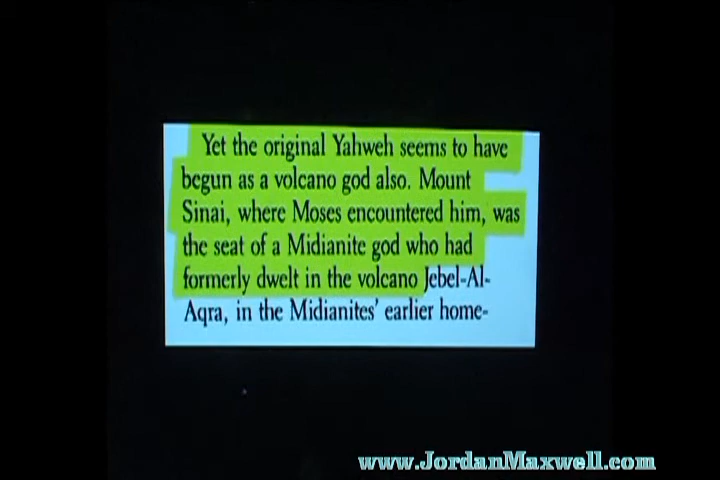 Yet the original Yahweh seems to have
begun as a volcano god also. Mount
Sinai, where Moses encountered him, was
the seat of a Midianite god who had
formerly dwelt in the volcano Jebel-Al-
Aqra, in the Midianites' earlier home-
www.JordanMaxwell.com